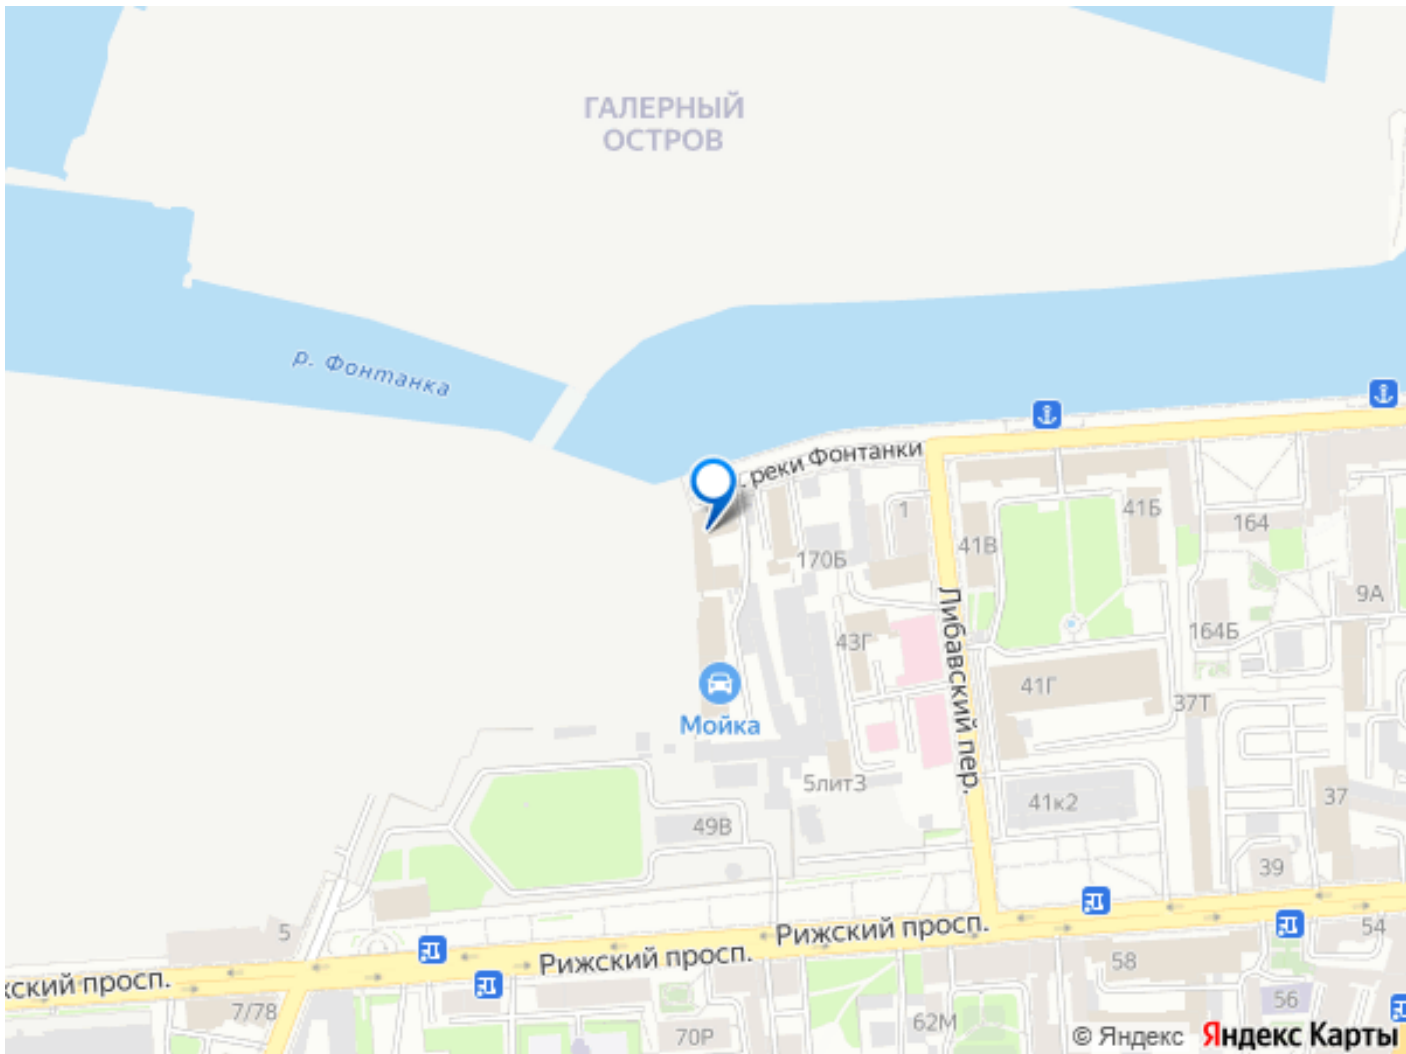 ГАЛЕРНЫЙ
ОСТРОВ
р. Фонтанка
реки Фонтанки
1
41Б
164
41В
170Б
9А
Либавский пер.
164Б
43Г
41Г
37Т
Мойка
5лит3
41к2
37
49В
39
5
Рижский просп.
Рижский просп.
54
кский просп.
58
7/78
56
62М
70Р
© Яндекс
Яндекс Карты